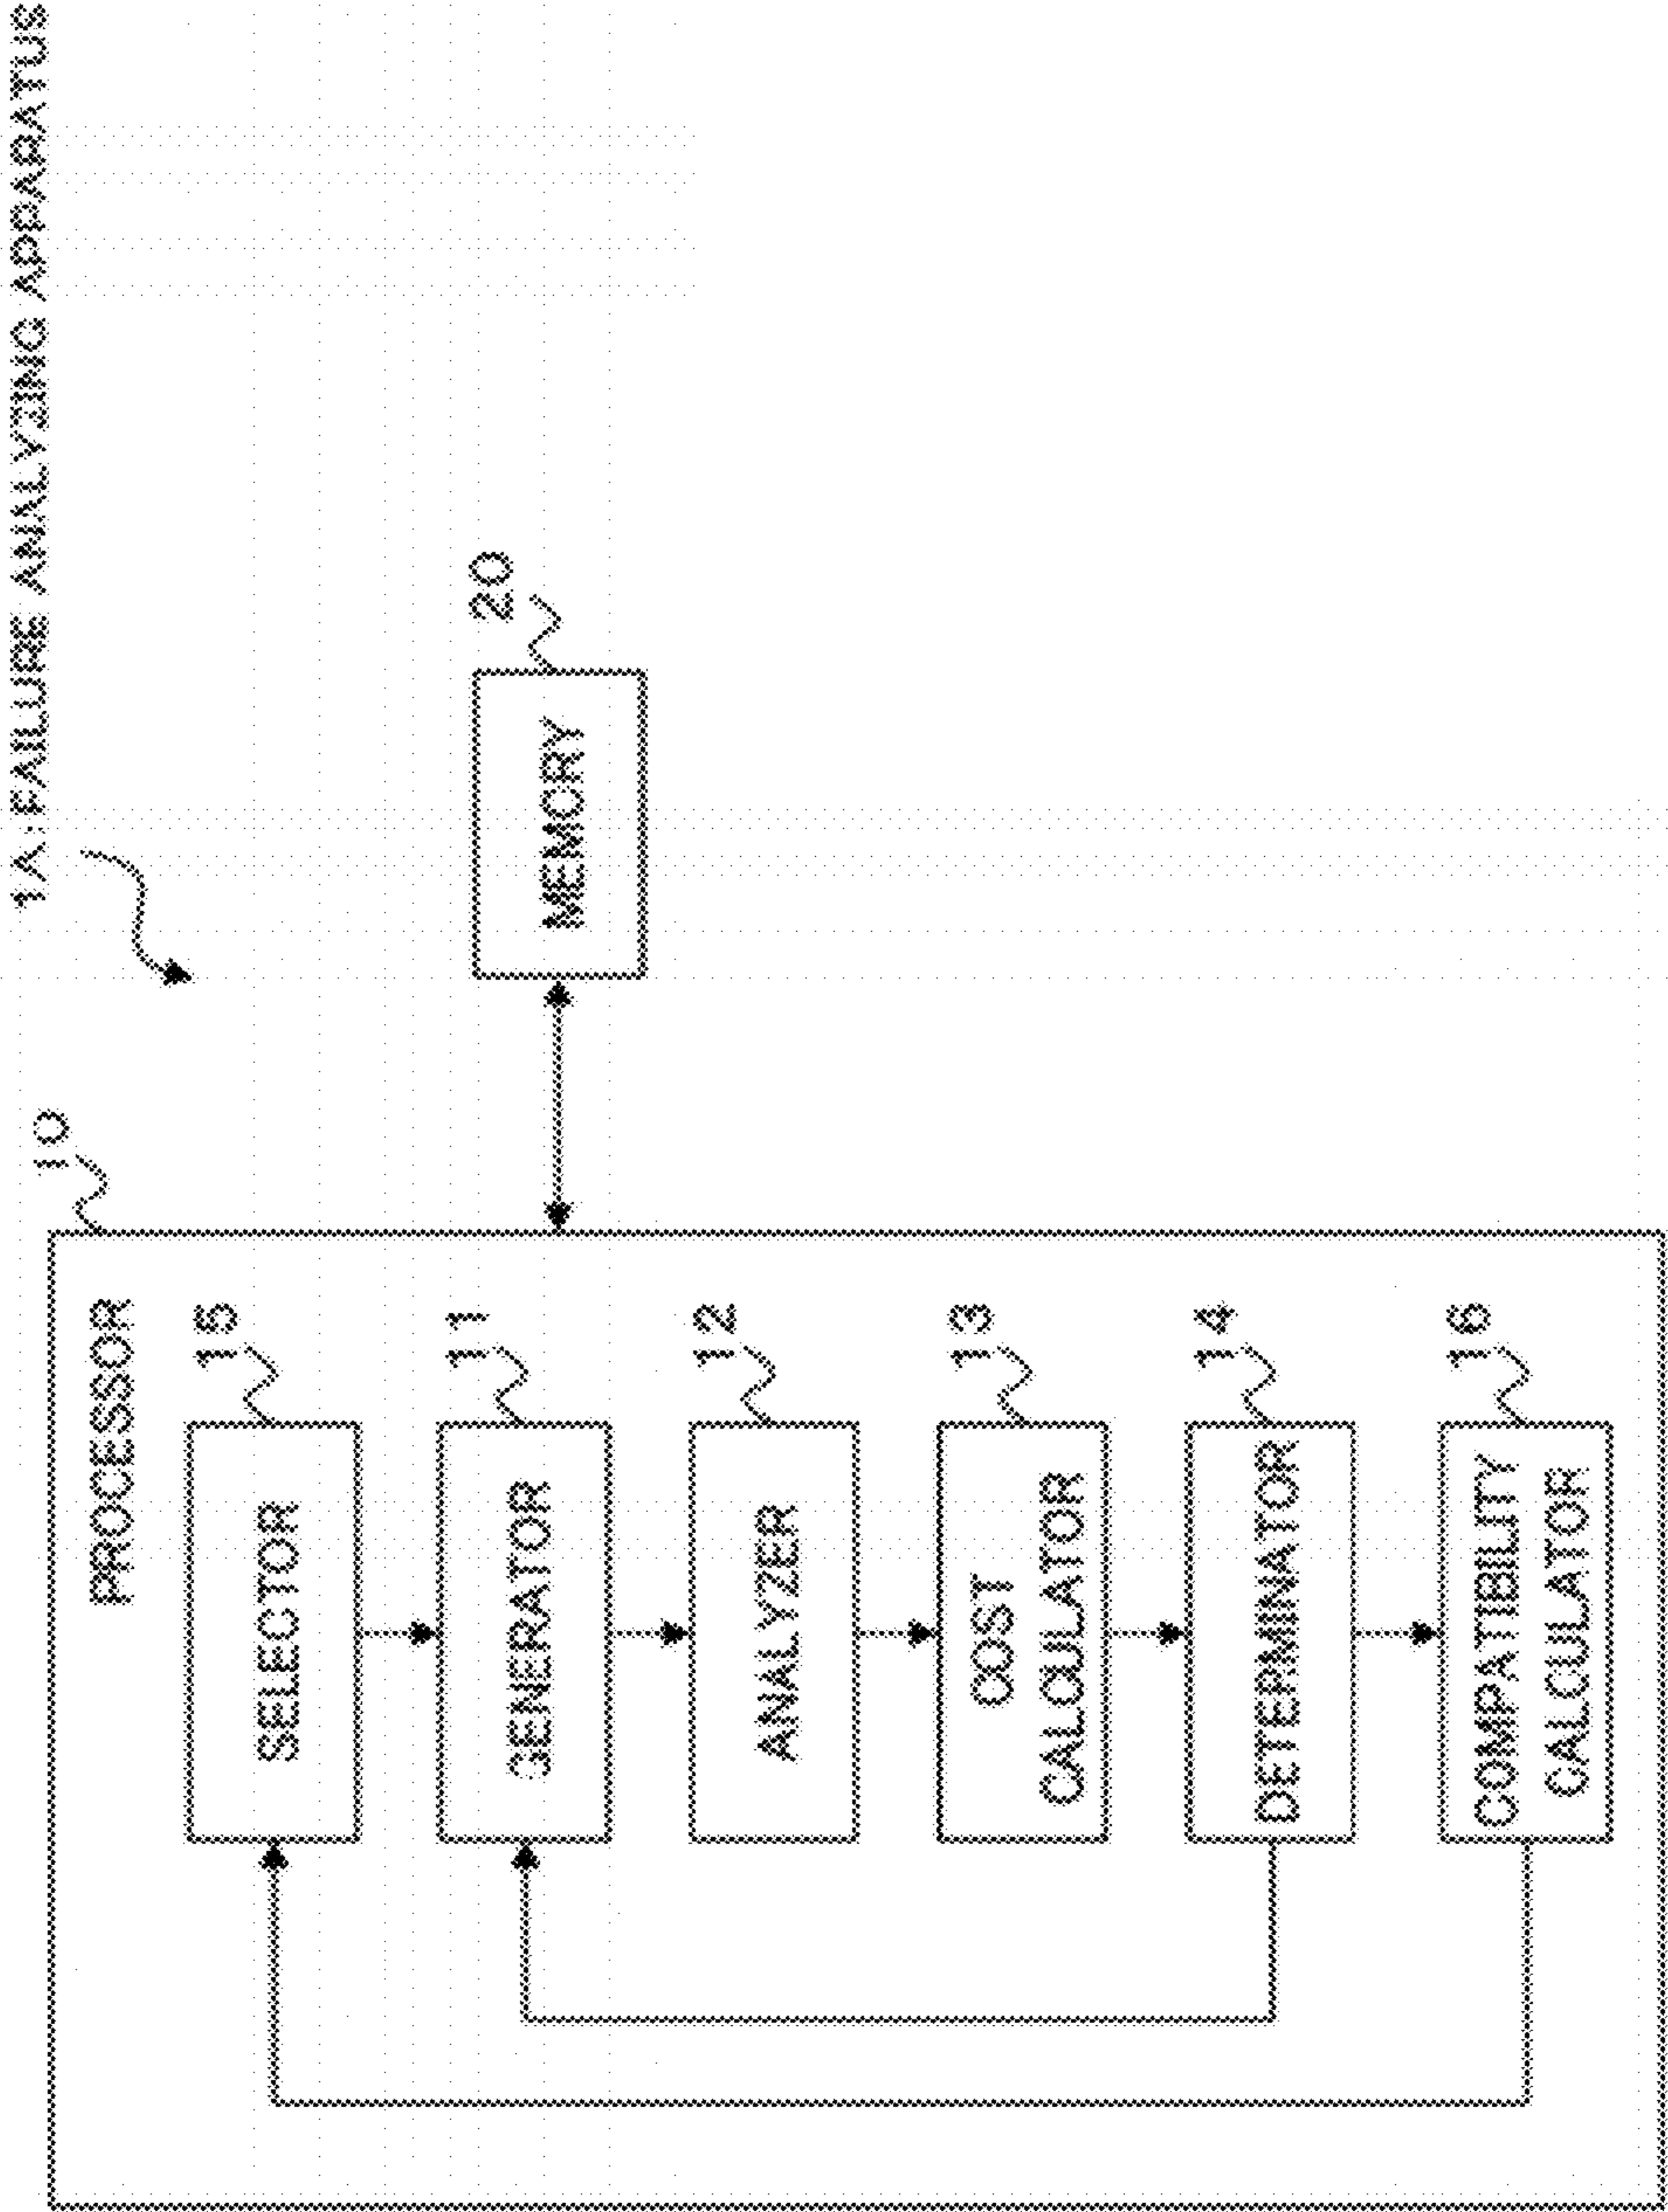 1A:FAILURE ANALYZING APPARATUS
10
PROCESSOR
15
SELECTOR
11
GENERATOR
20
MEMORY
12
ANALYZER
13
COST
CALCULATOR
14
DETERMINATOR
16
COMPATIBILITY
CALCULATOR